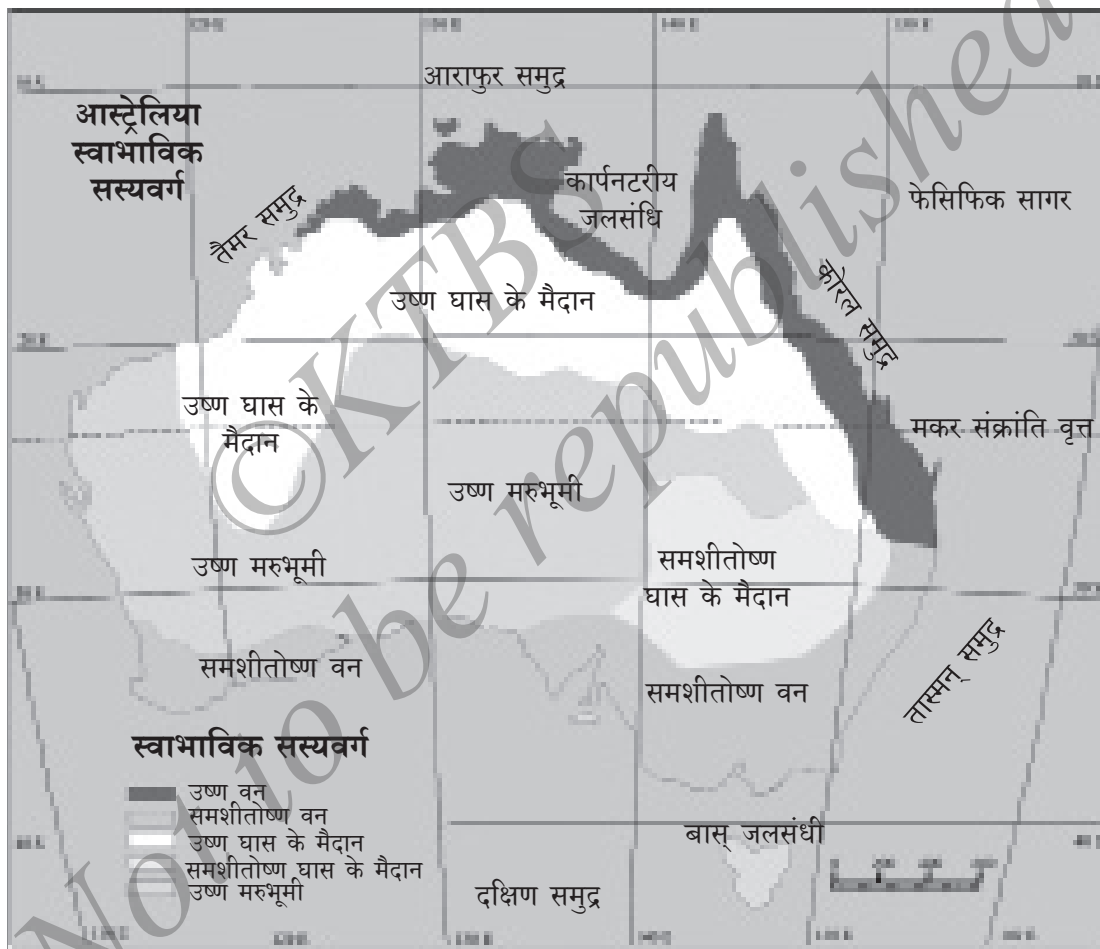 आराफुर समुद्र
आस्ट्रेलिया
स्वाभाविक
सस्यवर्ग
कार्पनटरीय
जलसंधि
फेसिफिक सागर
तैमर समुद्र
कोरल समुद्र
उष्ण घास के मैदान
उष्ण घास के
मैदान
मकर संक्रांति वृत्त
उष्ण मरुभूमी
उष्ण मरुभूमी
समशीतोष्ण
घास के मैदान
तास्मन् समुद्र
समशीतोष्ण वन
समशीतोष्ण वन
स्वाभाविक सस्यवर्ग
उष्ण वन
समशीतोष्ण वन
उष्ण घास के मैदान
समशीतोष्ण घास के मैदान
उष्ण मरुभूमी
बास् जलसंधी
दक्षिण समुद्र
©KTBS
Not to be republished